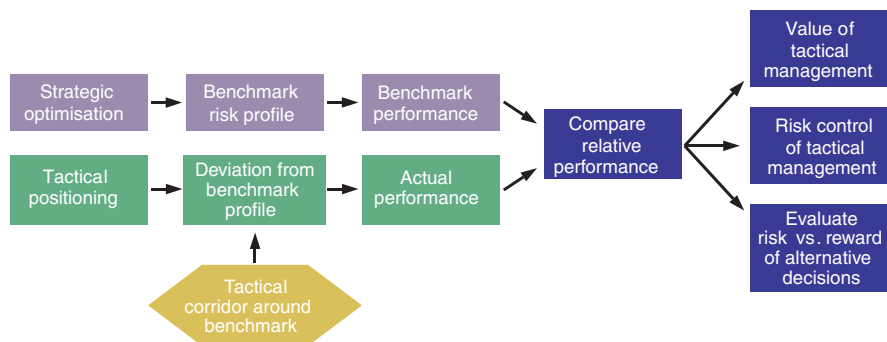 Strategic
optimisation
Benchmark
risk profile
Benchmark
performance
Tactical
positioning
Deviation from
benchmark
profile
Actual
performance
Tactical
corridor around
benchmark
Compare
relative
performance
Value of
tactical
management
Risk control
of tactical
management
Evaluate
risk vs. reward
of alternative
decisions